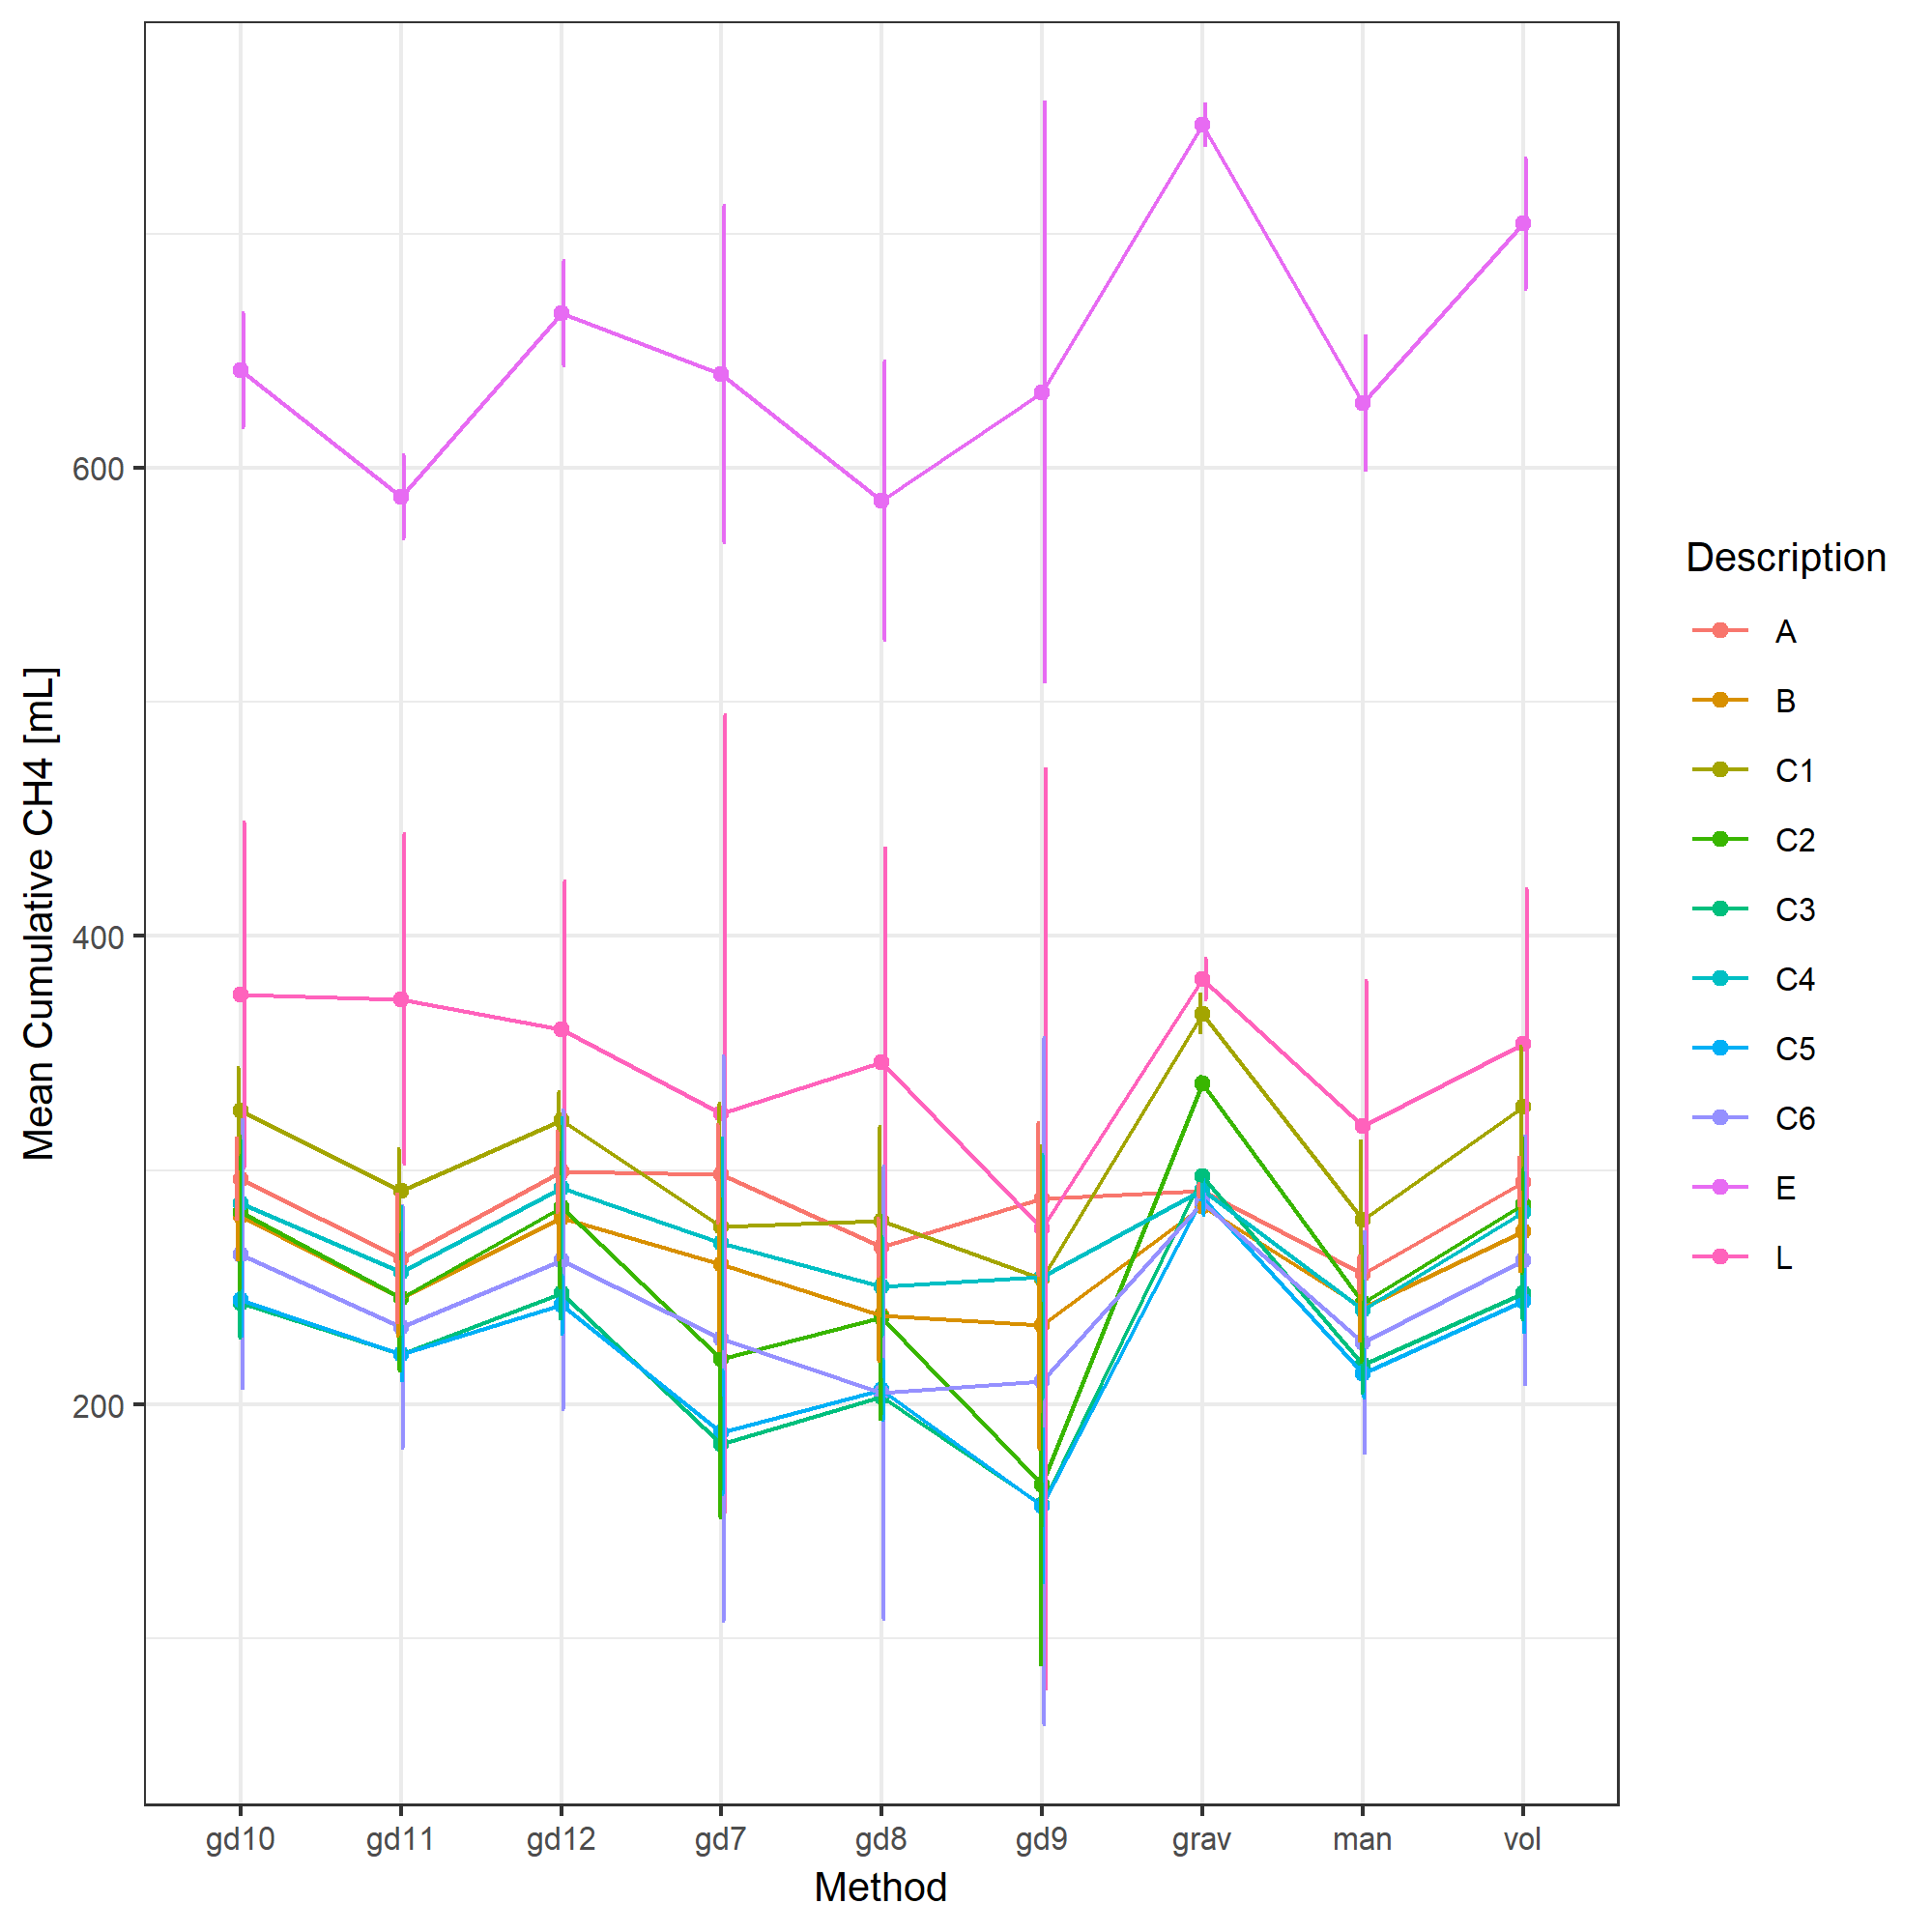 Mean Cumulative CH4 [mL]
600
400
200
gd10 gd11 gd12 gd7 gd8 gd9 grav man vol
Method
Description
A
B
C1
C2
C3
C4
C5
C6
E
L